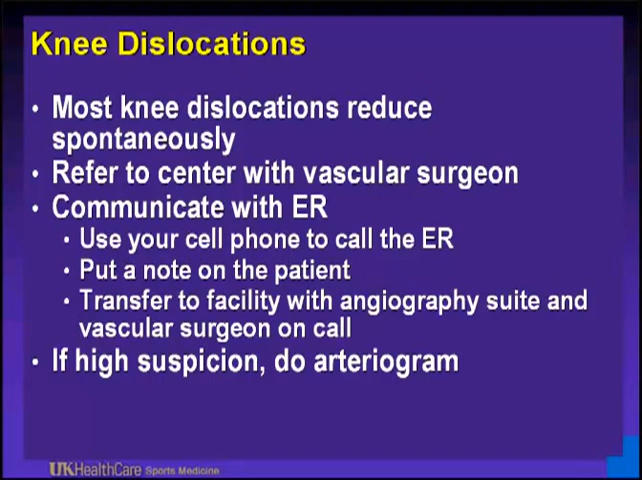 Knee Dislocations
• Most knee dislocations reduce
spontaneously
• Refer to center with vascular surgeon
• Communicate with ER
• Use your cell phone to call the ER
• Put a note on the patient
• Transfer to facility with angiography suite and
vascular surgeon on call
• If high suspicion, do arteriogram
UKHealthCare Sports Medicine